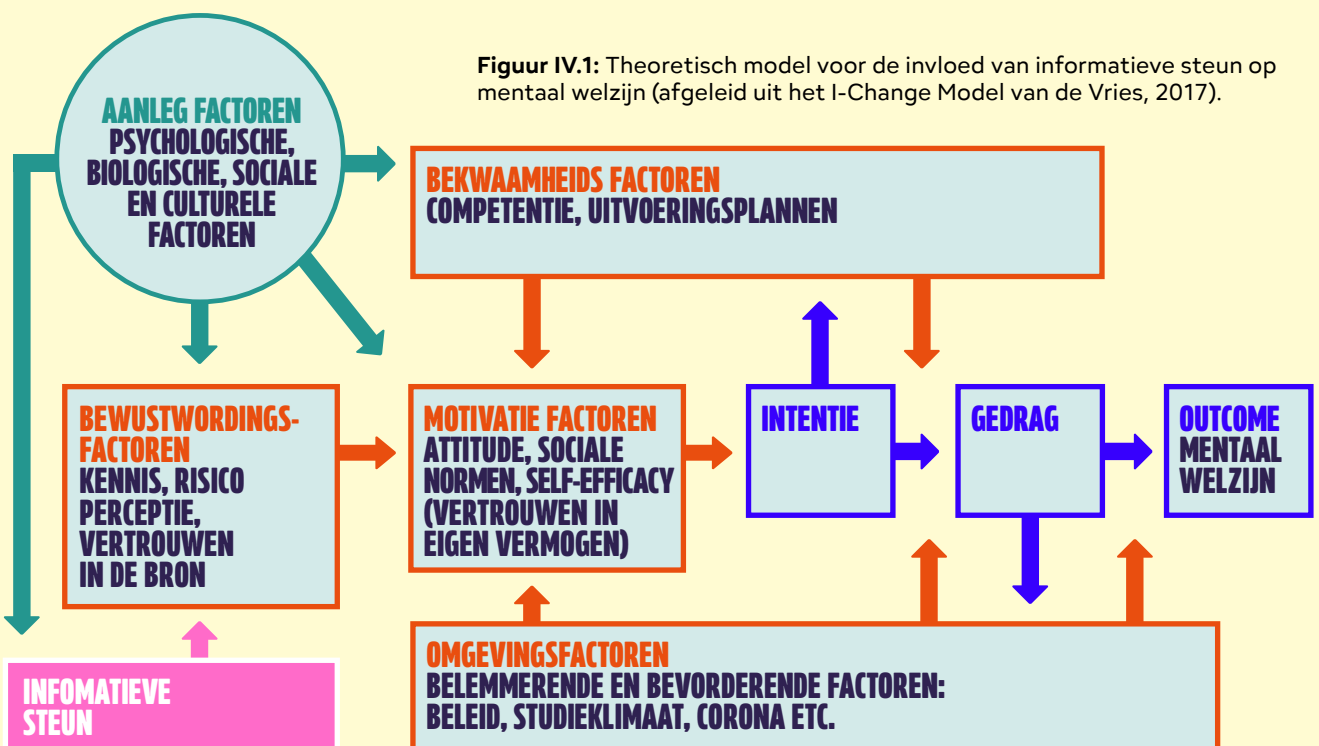 Figuur IV.1: Theoretisch model voor de invloed van informatieve steun op
mentaal welzijn (afgeleid uit het I-Change Model van de Vries, 2017).
AANLEG FACTOREN
PSYCHOLOGISCHE,
BIOLOGISCHE, SOCIALE
EN CULTURELE
FACTOREN
BEKWAAMHEIDS FACTOREN
COMPETENTIE, UITVOERINGSPLANNEN
BEWUSTWORDINGS-
FACTOREN
KENNIS, RISICO
PERCEPTIE,
VERTROUWEN
IN DE BRON
MOTIVATIE FACTOREN
ATTITUDE, SOCIALE
NORMEN, SELF-EFFICACY
(VERTROUWEN IN
EIGEN VERMOGEN)
INTENTIE
GEDRAG
OUTCOME
MENTAAL
WELZIJN
INFOMATIEVE
STEUN
OMGEVINGSFACTOREN
BELEMMERENDE EN BEVORDERENDE FACTOREN:
BELEID, STUDIEKLIMAAT, CORONA ETC.